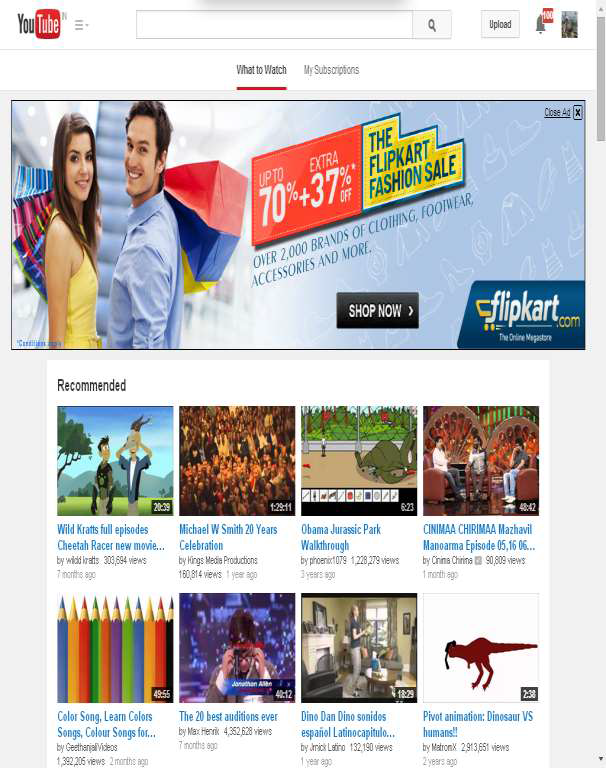 YouTube IN
Upload
100
What to Watch My Subscriptions
Close Ad X
UP TO 70% + EXTRA 37%* OFF
THE FLIPKART FASHION SALE
OVER 2,000 BRANDS OF CLOTHING, FOOTWEAR,
ACCESSORIES AND MORE.
SHOP NOW
flipkart.com
The Online Megastore
*Conditions apply
Recommended
20:39 1:29:11 6:23 48:42
Wild Kratts full episodes
Cheetah Racer new movie...
by wildd kratts 303,694 views
7 months ago
Michael W Smith 20 Years
Celebration
by Kings Media Productions
160,814 views 1 year ago
Obama Jurassic Park
Walkthrough
by phoenix1079 1,228,279 views
3 years ago
CINIMAA CHIRIMAA Mazhavil
Manoarma Episode 05,16 06...
by Cinima Chirima 90,809 views
1 month ago
49:55 40:12 18:29 2:38
Jonathan Allen
Color Song, Learn Colors
Songs, Colour Songs for...
by GeethanjaliVideos
1,392,205 views 2 months ago
The 20 best auditions ever
by Max Henrik 4,352,628 views
7 months ago
Dino Dan Dino sonidos
español Latinocapitulo...
by Jrnick Latino 132,190 views
1 year ago
Pivot animation: Dinosaur VS
humans!!
by MatromX 2,913,651 views
2 years ago